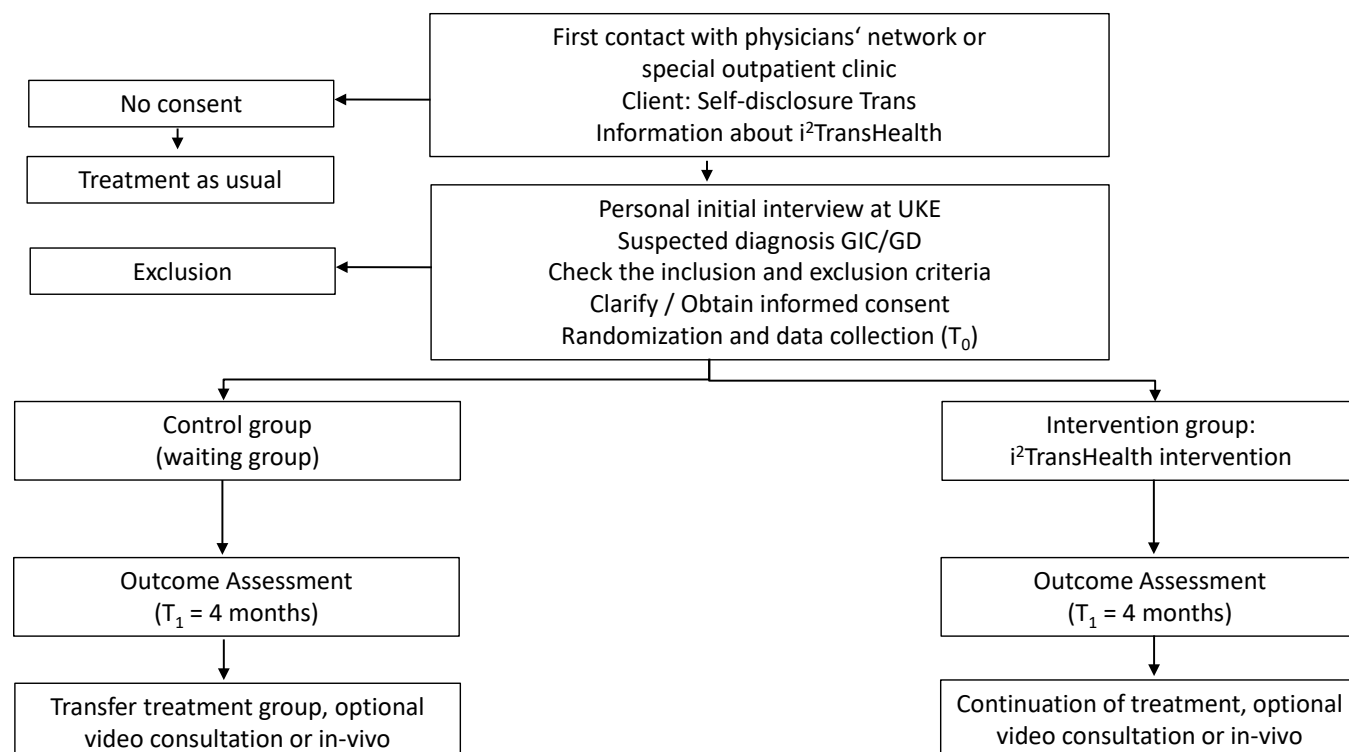 First contact with physicians‘ network or
special outpatient clinic
Client: Self-disclosure Trans
Information about i²TransHealth
No consent
Treatment as usual
Personal initial interview at UKE
Suspected diagnosis GIC/GD
Check the inclusion and exclusion criteria
Clarify / Obtain informed consent
Randomization and data collection (T₀)
Exclusion
Control group
(waiting group)
Intervention group:
i²TransHealth intervention
Outcome Assessment
(T₁ = 4 months)
Outcome Assessment
(T₁ = 4 months)
Transfer treatment group, optional
video consultation or in-vivo
Continuation of treatment, optional
video consultation or in-vivo